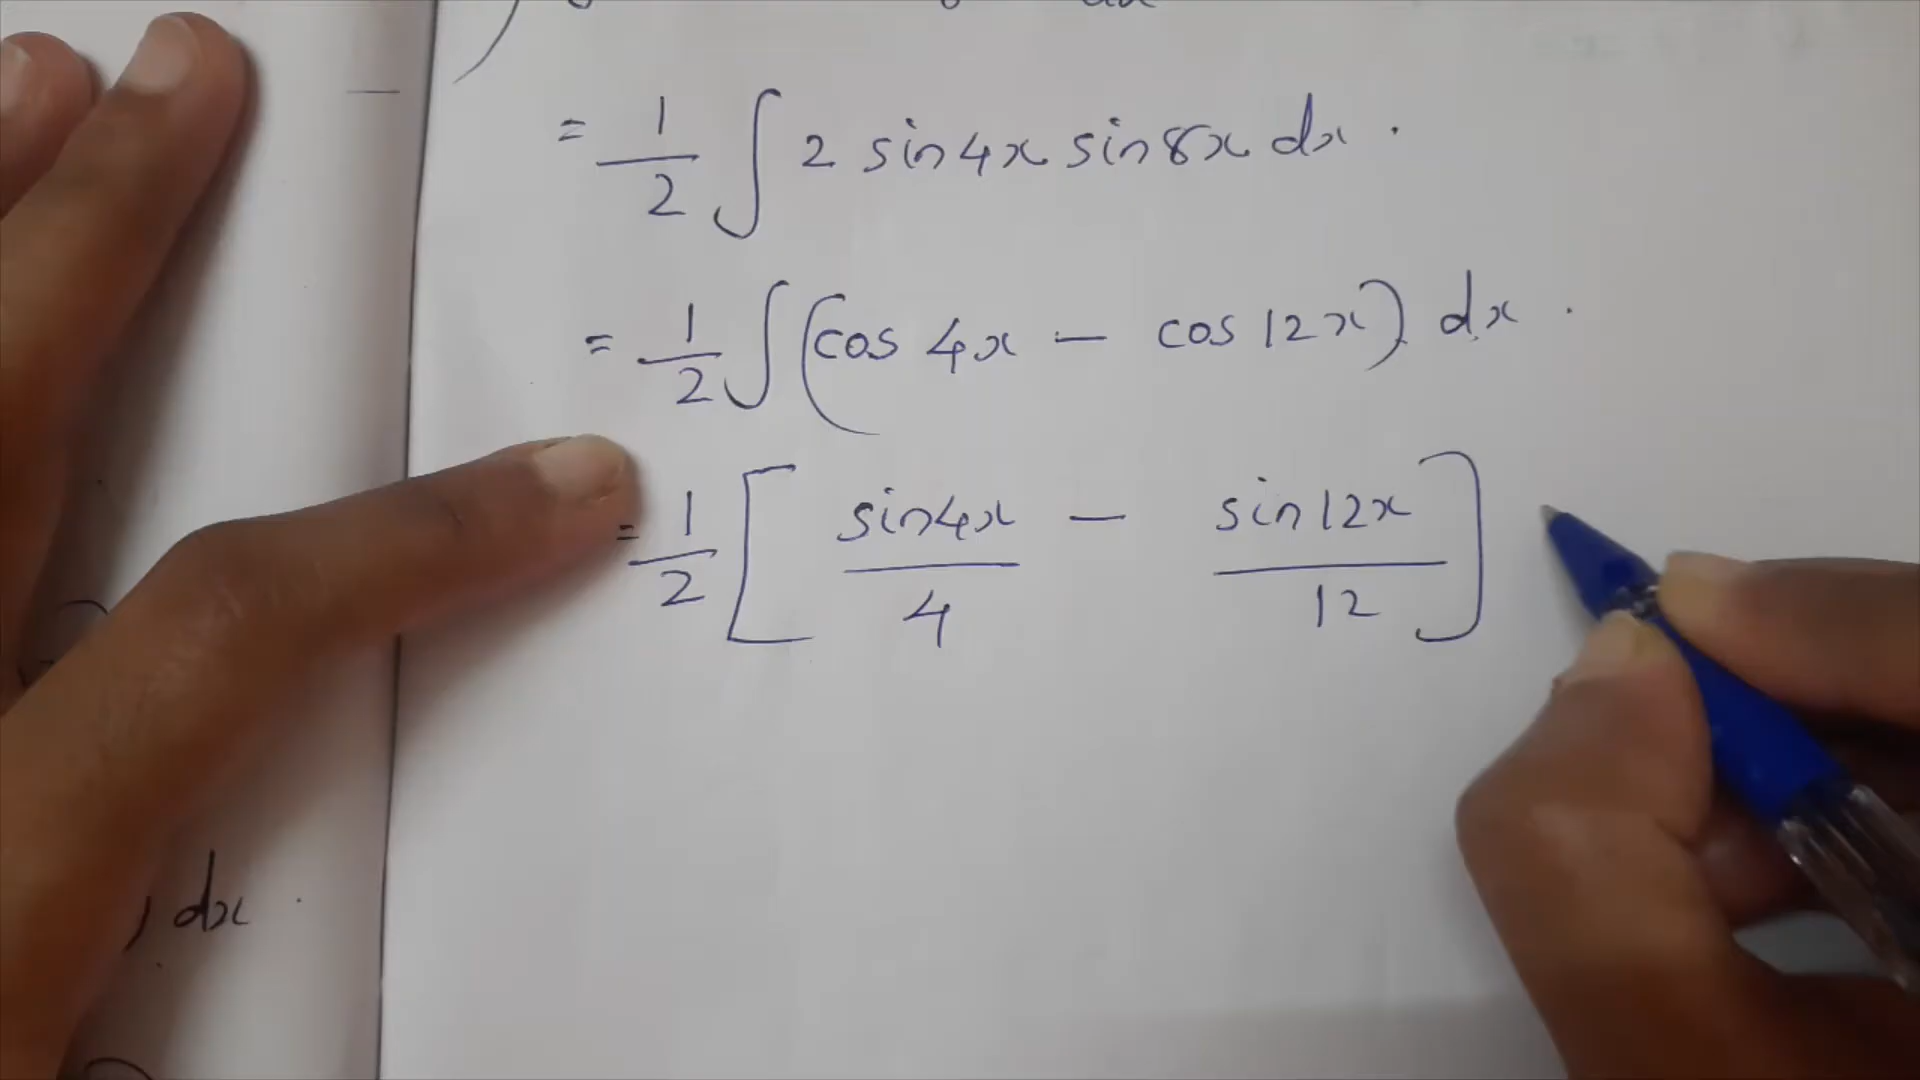 = 1/2 ∫ 2 sin4x sin8x dx .
= 1/2 ∫ (cos 4x – cos 12x) dx .
= 1/2 [ sin4x/4 – sin12x/12 ]
) dx .